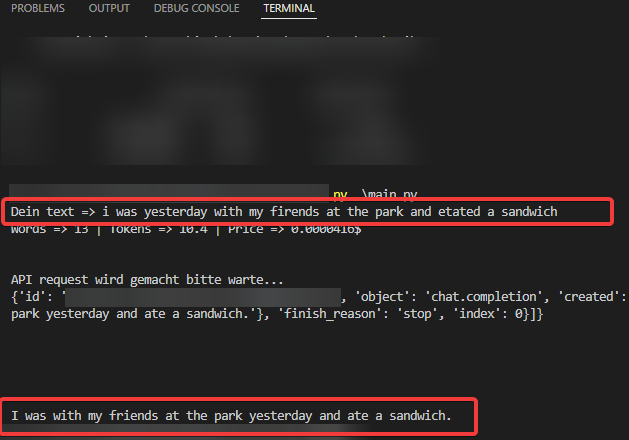 PROBLEMS OUTPUT DEBUG CONSOLE TERMINAL
py .\main.py
Dein text => i was yesterday with my firends at the park and etated a sandwich
Words => 13 | Tokens => 10.4 | Price => 0.0000416$
API request wird gemacht bitte warte...
{'id': ' , 'object': 'chat.completion', 'created':
park yesterday and ate a sandwich.'}, 'finish_reason': 'stop', 'index': 0}]}
I was with my friends at the park yesterday and ate a sandwich.